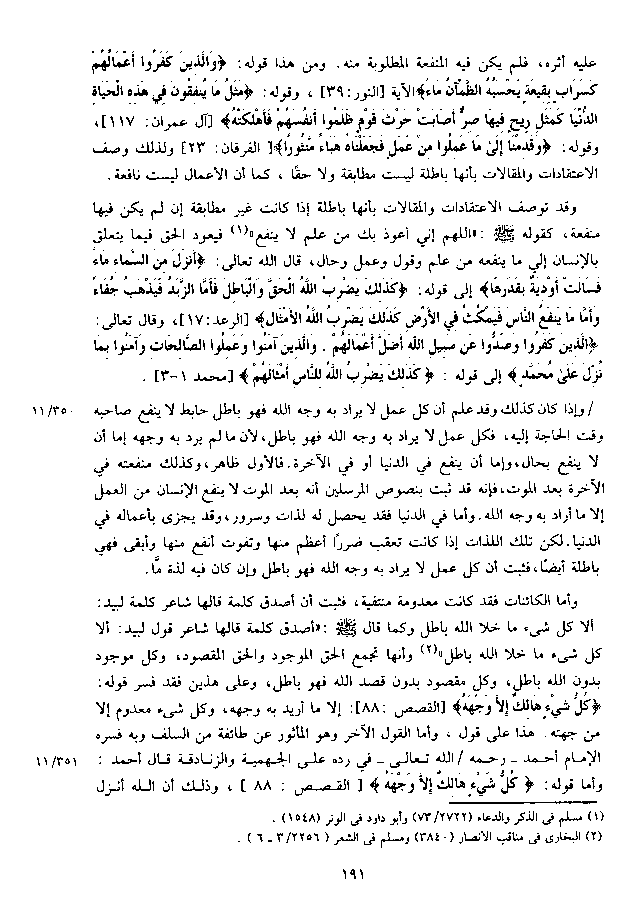 عليه أثره، فلم يكن فيه المنفعة المطلوبة منه. ومن هذا قوله: ﴿وَالَّذِينَ كَفَرُوا أَعْمَالُهُمْ
كَسَرَابٍ بِقِيعَةٍ يَحْسَبُهُ الظَّمْآنُ مَاءً﴾ الآية [النور: ٣٩] ، وقوله: ﴿مَثَلُ مَا يُنفِقُونَ فِي هَذِهِ الْحَيَاةِ
الدُّنْيَا كَمَثَلِ رِيحٍ فِيهَا صِرٌّ أَصَابَتْ حَرْثَ قَوْمٍ ظَلَمُوا أَنفُسَهُمْ فَأَهْلَكَتْهُ﴾ [آل عمران: ١١٧]،
وقوله: ﴿وَقَدِمْنَا إِلَى مَا عَمِلُوا مِنْ عَمَلٍ فَجَعَلْنَاهُ هَبَاءً مَّنثُورًا﴾ [الفرقان: ٢٣] ولذلك وصف
الاعتقادات والمقالات بأنها باطلة ليست مطابقة ولا حقًا ، كما أن الأعمال ليست نافعة.
وقد توصف الاعتقادات والمقالات بأنها باطلة إذا كانت غير مطابقة إن لم يكن فيها
منفعة، كقوله ﷺ : «اللهم إني أعوذ بك من علم لا ينفع»(١) فيعود الحق فيما يتعلق
بالإنسان إلى ما ينفعه من علم وقول وعمل وحال، قال الله تعالى: ﴿أَنزَلَ مِنَ السَّمَاءِ مَاءً
فَسَالَتْ أَوْدِيَةٌ بِقَدَرِهَا﴾ إلى قوله: ﴿كَذَلِكَ يَضْرِبُ اللَّهُ الْحَقَّ وَالْبَاطِلَ فَأَمَّا الزَّبَدُ فَيَذْهَبُ جُفَاءً
وَأَمَّا مَا يَنفَعُ النَّاسَ فَيَمْكُثُ فِي الأَرْضِ كَذَلِكَ يَضْرِبُ اللَّهُ الأَمْثَالَ﴾ [الرعد: ١٧]، وقال تعالى:
﴿الَّذِينَ كَفَرُوا وَصَدُّوا عَن سَبِيلِ اللَّهِ أَضَلَّ أَعْمَالَهُمْ . وَالَّذِينَ آمَنُوا وَعَمِلُوا الصَّالِحَاتِ وَآمَنُوا بِمَا
نُزِّلَ عَلَى مُحَمَّدٍ﴾ إلى قوله : ﴿ كَذَلِكَ يَضْرِبُ اللَّهُ لِلنَّاسِ أَمْثَالَهُمْ ﴾ [محمد ١-٣] .
/ وإذا كان كذلك وقد علم أن كل عمل لا يراد به وجه الله فهو باطل حابط لا ينفع صاحبه ١١/٣٥٠
وقت الحاجة إليه، فكل عمل لا يراد به وجه الله فهو باطل، لأن ما لم يرد به وجهه إما أن
لا ينفع بحال، وإما أن ينفع في الدنيا أو في الآخرة. فالأول ظاهر، وكذلك منفعته في
الآخرة بعد الموت، فإنه قد ثبت بنصوص المرسلين أنه بعد الموت لا ينفع الإنسان من العمل
إلا ما أراد به وجه الله. وأما في الدنيا فقد يحصل له لذات وسرور، وقد يجزى بأعماله في
الدنيا. لكن تلك اللذات إذا كانت تعقب ضررًا أعظم منها وتفوت أنفع منها وأبقى فهي
باطلة أيضًا، فثبت أن كل عمل لا يراد به وجه الله فهو باطل وإن كان فيه لذة مَّا.
وأما الكائنات فقد كانت معدومة منتفية، فثبت أن أصدق كلمة قالها شاعر كلمة لبيد:
ألا كل شيء ما خلا الله باطل وكما قال ﷺ : «أصدق كلمة قالها شاعر قول لبيد: ألا
كل شيء ما خلا الله باطل»(٢) وأنها تجمع الحق الموجود والحق المقصود، وكل موجود
بدون الله باطل، وكل مقصود بدون قصد الله فهو باطل، وعلى هذين فقد فسر قوله:
﴿كُلُّ شَيْءٍ هَالِكٌ إِلاَّ وَجْهَهُ﴾ [القصص : ٨٨]: إلا ما أريد به وجهه، وكل شيء معدوم إلا
من جهته. هذا على قول ، وأما القول الآخر وهو المأثور عن طائفة من السلف وبه فسره
الإمام أحمد ـ رحمه / الله تعالى ـ في رده على الجهمية والزنادقة قال أحمد : ١١/٣٥١
وأما قوله: ﴿ كُلُّ شَيْءٍ هَالِكٌ إِلاَّ وَجْهَهُ ﴾ [ القصص : ٨٨ ] ، وذلك أن الله أنزل
(١) مسلم في الذكر والدعاء (٢٧٢٢/ ٧٣) وأبو داود في الوتر (١٥٤٨) .
(٢) البخاري في مناقب الأنصار (٣٨٤٠) ومسلم في الشعر (٢٢٥٦/ ٣ ـ ٦) .
١٩١